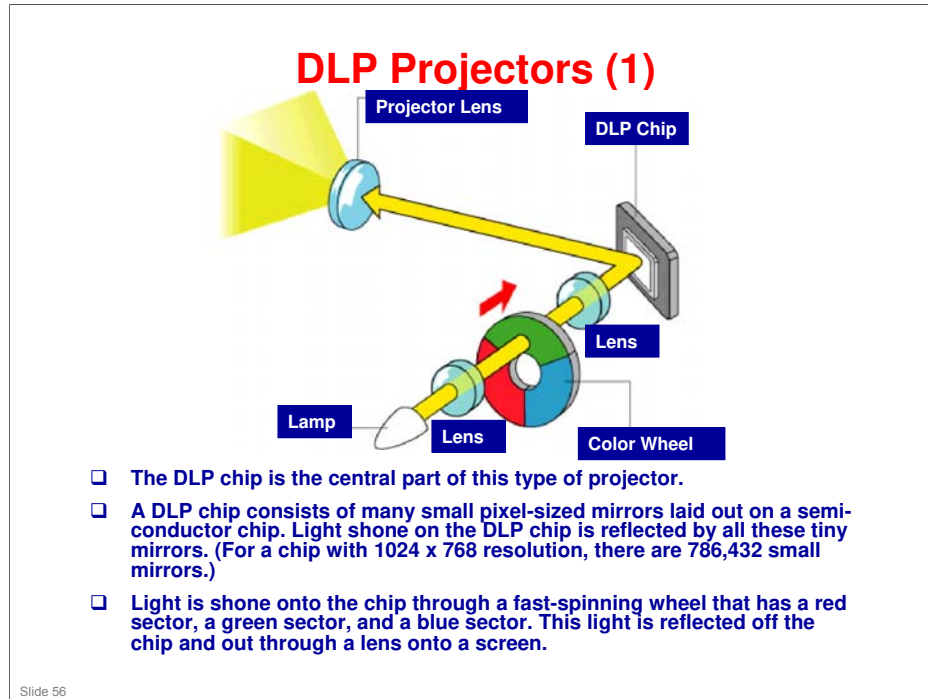 DLP Projectors (1)
Projector Lens
DLP Chip
Lens
Lamp
Lens
Color Wheel
❑ The DLP chip is the central part of this type of projector.
❑ A DLP chip consists of many small pixel-sized mirrors laid out on a semi-
conductor chip. Light shone on the DLP chip is reflected by all these tiny
mirrors. (For a chip with 1024 x 768 resolution, there are 786,432 small
mirrors.)
❑ Light is shone onto the chip through a fast-spinning wheel that has a red
sector, a green sector, and a blue sector. This light is reflected off the
chip and out through a lens onto a screen.
Slide 56